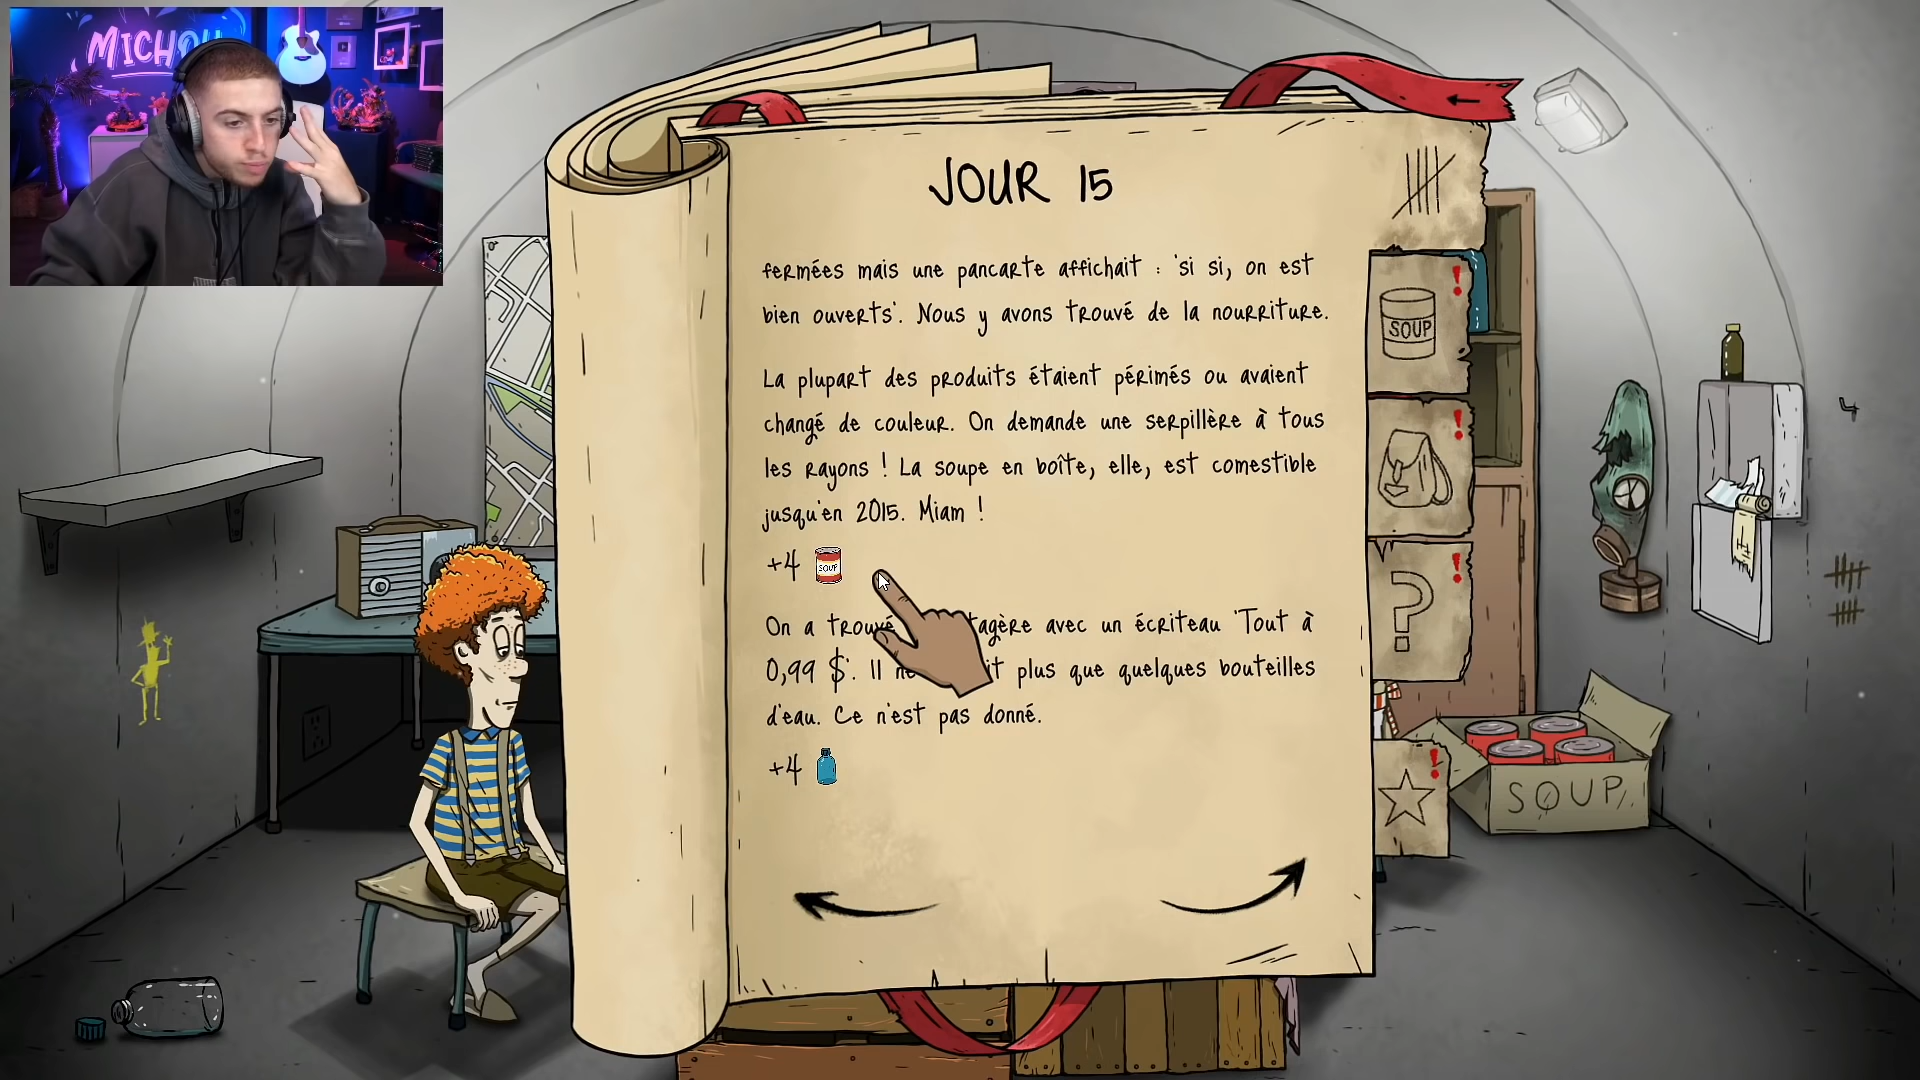 MICHOU
JOUR 15
fermées mais une pancarte affichait : 'si si, on est
bien ouverts'. Nous y avons trouvé de la nourriture.
La plupart des produits étaient périmés ou avaient
changé de couleur. On demande une serpillère à tous
les rayons ! La soupe en boîte, elle, est comestible
jusqu'en 2015. Miam !
+4 SOUP
On a trouvé avec un écriteau 'Tout à
0,99 $'. Il plus que quelques bouteilles
d'eau. Ce n'est pas donné.
+4
SOUP
!
!
?
!
!
SOUP